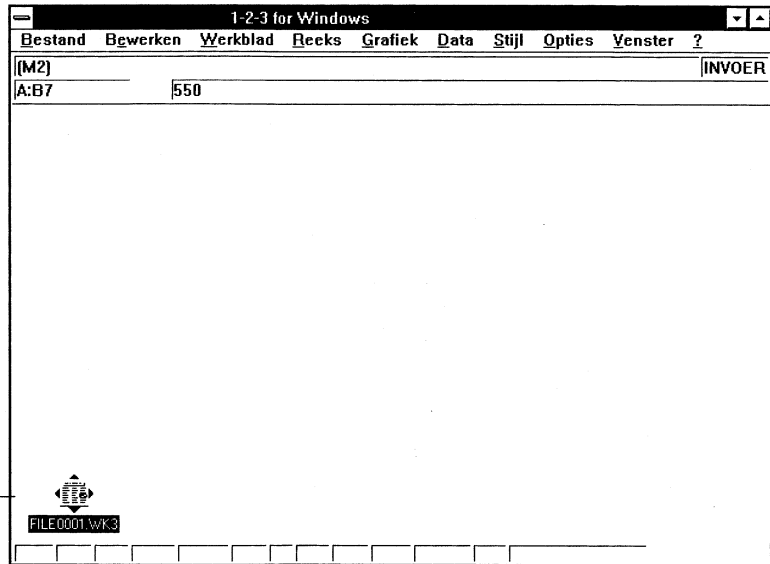 1-2-3 for Windows
Bestand Bewerken Werkblad Reeks Grafiek Data Stijl Opties Venster ?
(M2) INVOER
A:B7 550
FILE0001.WK3